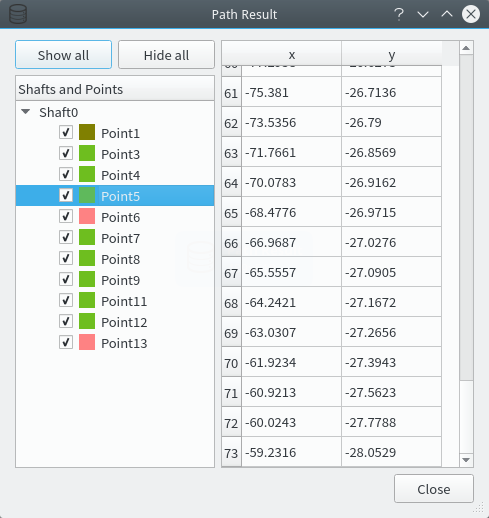 Path Result
Show all
Hide all
Shafts and Points
Shaft0
Point1
Point3
Point4
Point5
Point6
Point7
Point8
Point9
Point11
Point12
Point13
x y
61 -75.381 -26.7136
62 -73.5356 -26.79
63 -71.7661 -26.8569
64 -70.0783 -26.9162
65 -68.4776 -26.9715
66 -66.9687 -27.0276
67 -65.5557 -27.0905
68 -64.2421 -27.1672
69 -63.0307 -27.2656
70 -61.9234 -27.3943
71 -60.9213 -27.5623
72 -60.0243 -27.7788
73 -59.2316 -28.0529
Close